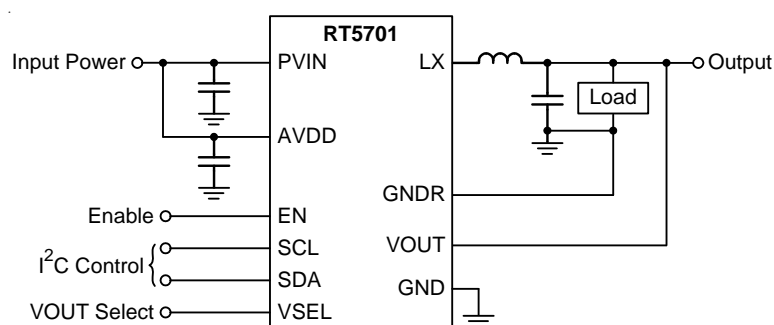 RT5701
Input Power
PVIN
LX
Output
Load
AVDD
GNDR
Enable
EN
SCL
VOUT
I²C Control
SDA
GND
VOUT Select
VSEL